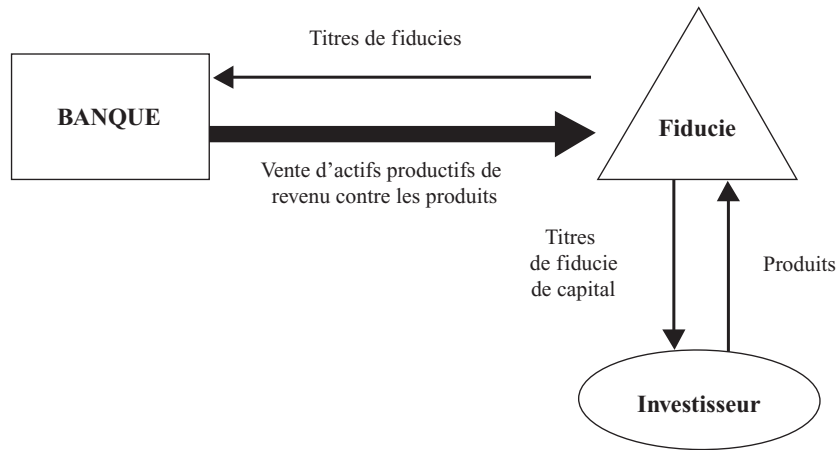 Titres de fiducies
BANQUE
Fiducie
Vente d’actifs productifs de
revenu contre les produits
Titres
de fiducie
de capital
Produits
Investisseur